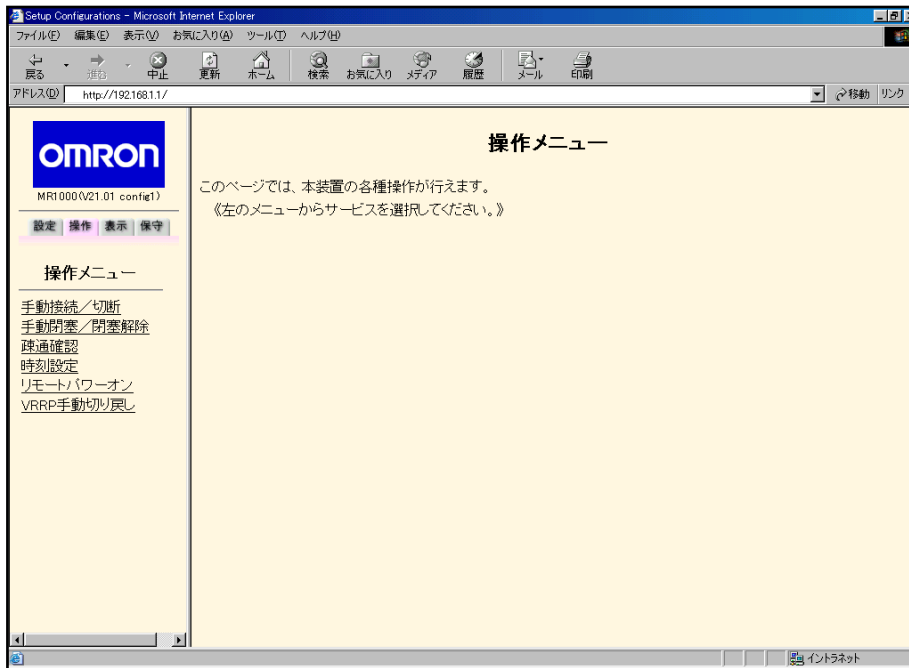 Setup Configurations - Microsoft Internet Explorer
ファイル(F) 編集(E) 表示(V) お気に入り(A) ツール(T) ヘルプ(H)
戻る 進む 中止 更新 ホーム 検索 お気に入り メディア 履歴 メール 印刷
アドレス(D) http://192.168.1.1/ 移動 リンク
OMRON
MR1000(V21.01 config1)
設定 操作 表示 保守
操作メニュー
手動接続／切断
手動閉塞／閉塞解除
疎通確認
時刻設定
リモートパワーオン
VRRP手動切り戻し
操作メニュー
このページでは、本装置の各種操作が行えます。
《左のメニューからサービスを選択してください。》
イントラネット